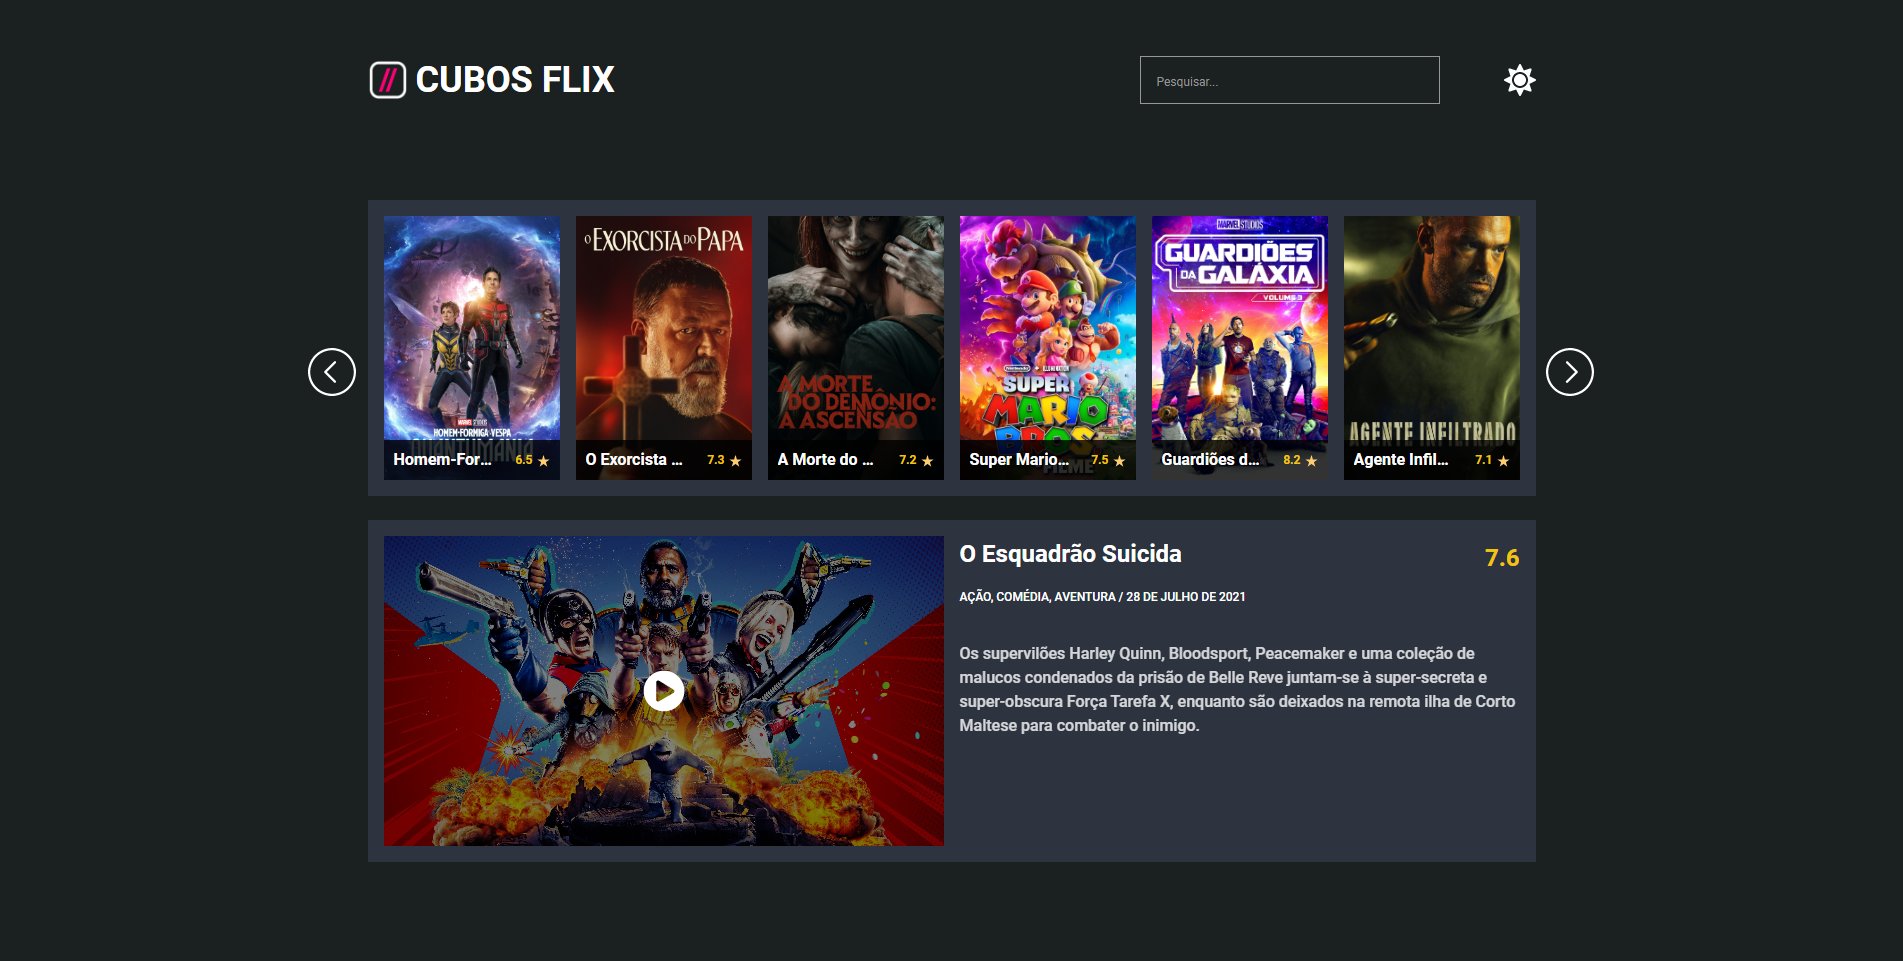 CUBOS FLIX
Pesquisar...
HOMEM-FORMIGA VESPA
QUANTUMANIA
Homem-For...
6.5
O EXORCISTA DO PAPA
O Exorcista ...
7.3
A MORTE
DO DEMÔNIO:
A ASCENSÃO
A Morte do ...
7.2
SUPER
MARIO
BROS
FILME
Super Mario...
7.5
MARVEL STUDIOS
GUARDIÕES
DA GALÁXIA
VOLUME 3
Guardiões d...
8.2
AGENTE INFILTRADO
Agente Infil...
7.1
O Esquadrão Suicida
7.6
AÇÃO, COMÉDIA, AVENTURA / 28 DE JULHO DE 2021
Os supervilões Harley Quinn, Bloodsport, Peacemaker e uma coleção de
malucos condenados da prisão de Belle Reve juntam-se à super-secreta e
super-obscura Força Tarefa X, enquanto são deixados na remota ilha de Corto
Maltese para combater o inimigo.